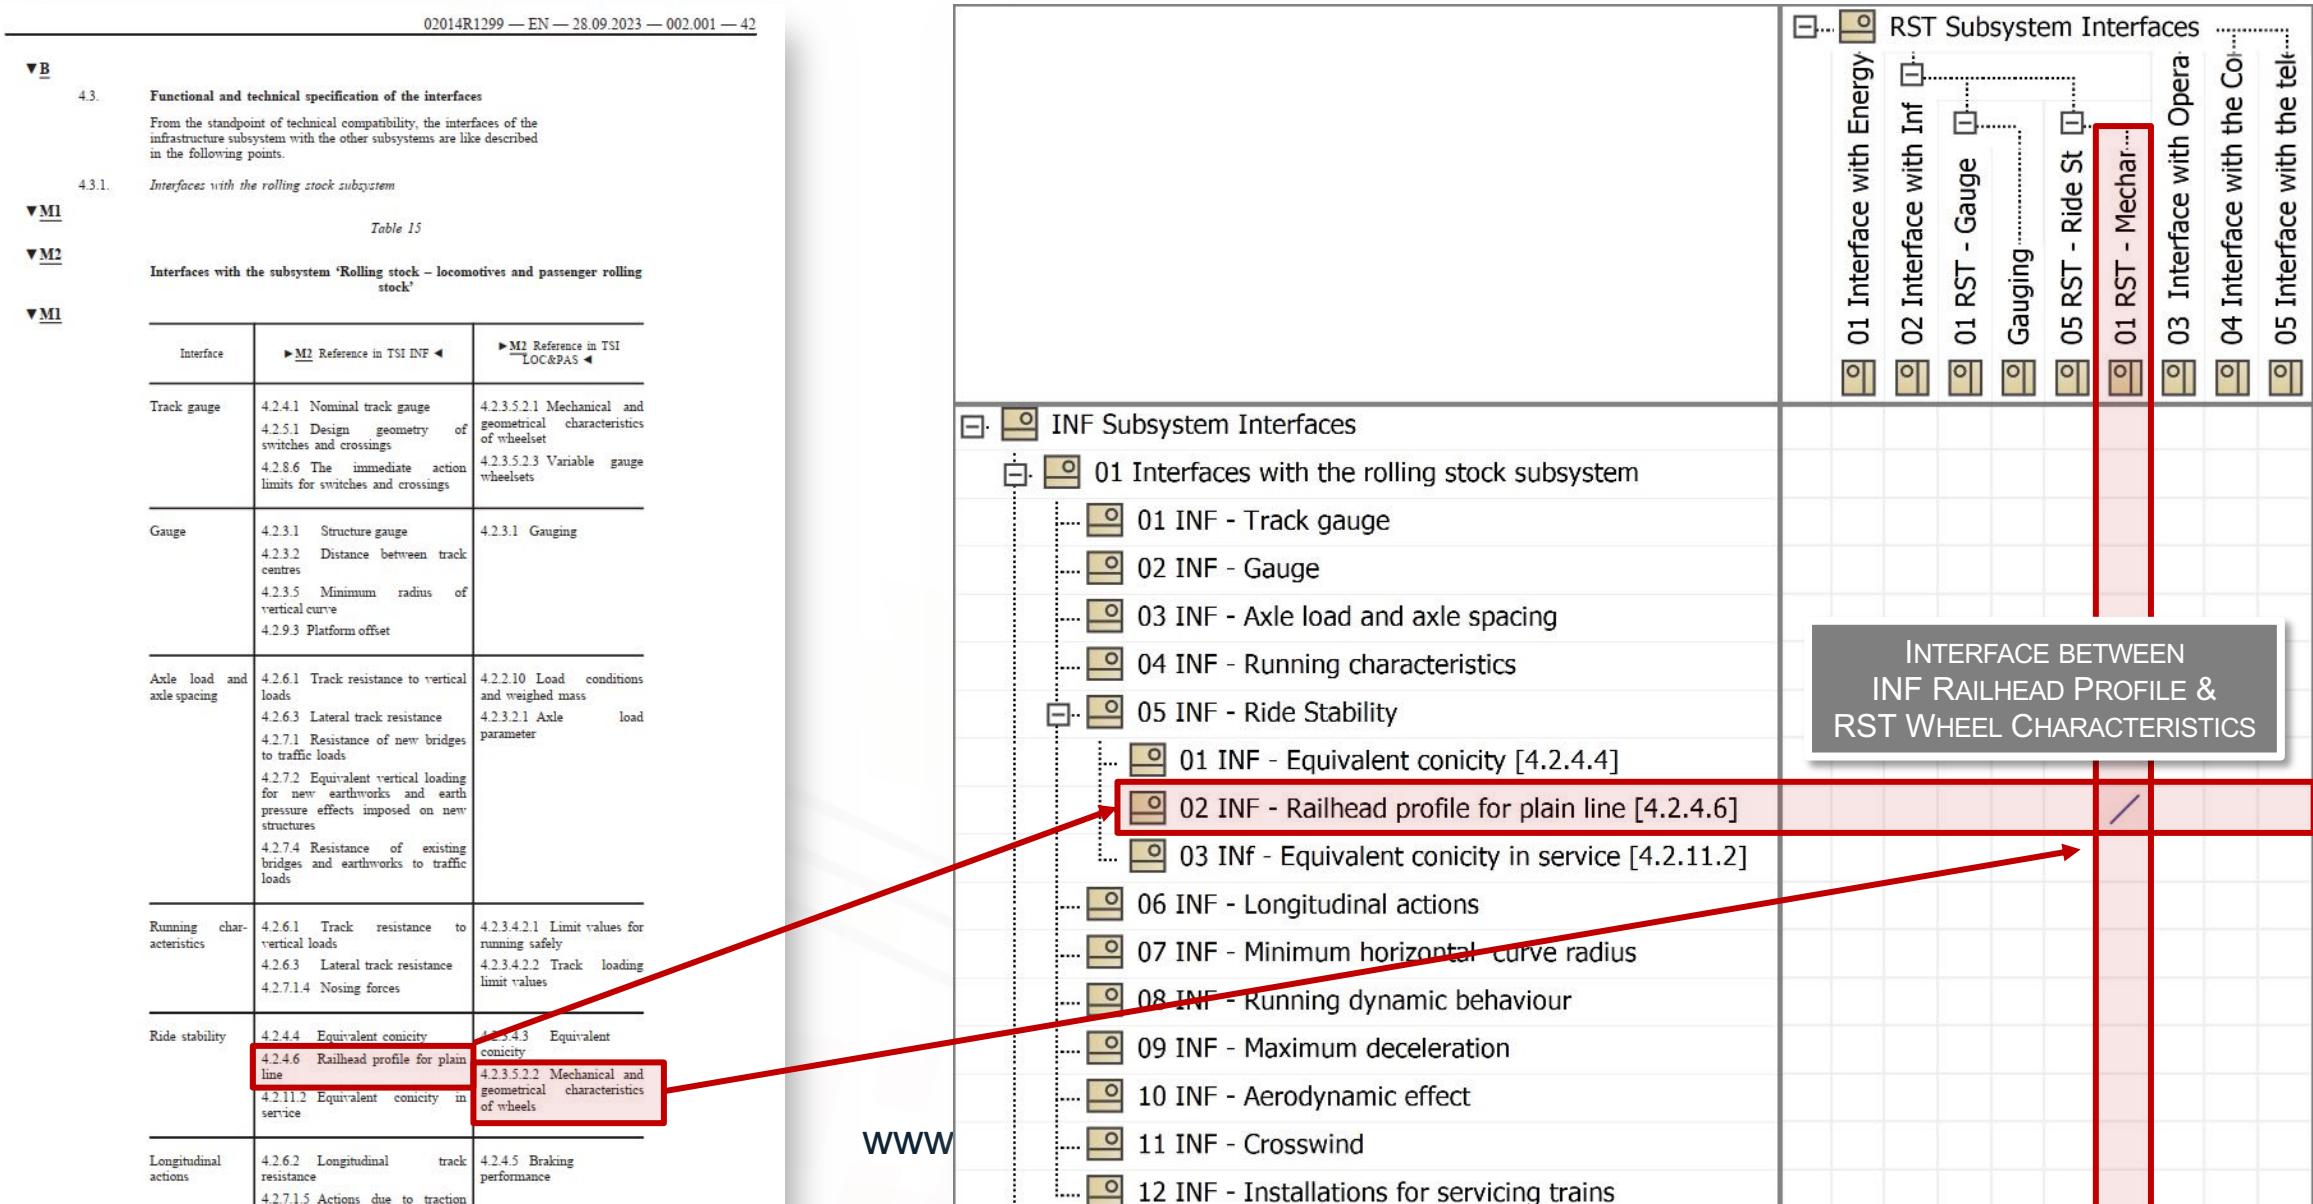 02014R1299 — EN — 28.09.2023 — 002.001 — 42
▼B
4.3. Functional and technical specification of the interfaces
From the standpoint of technical compatibility, the interfaces of the
infrastructure subsystem with the other subsystems are like described
in the following points.
4.3.1. Interfaces with the rolling stock subsystem
▼M1
Table 15
▼M2
Interfaces with the subsystem ‘Rolling stock – locomotives and passenger rolling
stock’
▼M1
Interface
►M2 Reference in TSI INF ◄
►M2 Reference in TSI
LOC&PAS ◄
Track gauge
4.2.4.1 Nominal track gauge
4.2.5.1 Design geometry of
switches and crossings
4.2.8.6 The immediate action
limits for switches and crossings
4.2.3.5.2.1 Mechanical and
geometrical characteristics
of wheelset
4.2.3.5.2.3 Variable gauge
wheelsets
Gauge
4.2.3.1 Structure gauge
4.2.3.2 Distance between track
centres
4.2.3.5 Minimum radius of
vertical curve
4.2.9.3 Platform offset
4.2.3.1 Gauging
Axle load and
axle spacing
4.2.6.1 Track resistance to vertical
loads
4.2.6.3 Lateral track resistance
4.2.7.1 Resistance of new bridges
to traffic loads
4.2.7.2 Equivalent vertical loading
for new earthworks and earth
pressure effects imposed on new
structures
4.2.7.4 Resistance of existing
bridges and earthworks to traffic
loads
4.2.2.10 Load conditions
and weighed mass
4.2.3.2.1 Axle load
parameter
Running char-
acteristics
4.2.6.1 Track resistance to
vertical loads
4.2.6.3 Lateral track resistance
4.2.7.1.4 Nosing forces
4.2.3.4.2.1 Limit values for
running safely
4.2.3.4.2.2 Track loading
limit values
Ride stability
4.2.4.4 Equivalent conicity
4.2.4.6 Railhead profile for plain
line
4.2.11.2 Equivalent conicity in
service
4.2.3.4.3 Equivalent
conicity
4.2.3.5.2.2 Mechanical and
geometrical characteristics
of wheels
Longitudinal
actions
4.2.6.2 Longitudinal track
resistance
4.2.7.1.5 Actions due to traction
4.2.4.5 Braking
performance
www
RST Subsystem Interfaces
01 Interface with Energy
02 Interface with Inf
01 RST - Gauge
Gauging
05 RST - Ride St
01 RST - Mechar
03 Interface with Opera
04 Interface with the Co
05 Interface with the tele
INF Subsystem Interfaces
01 Interfaces with the rolling stock subsystem
01 INF - Track gauge
02 INF - Gauge
03 INF - Axle load and axle spacing
04 INF - Running characteristics
05 INF - Ride Stability
01 INF - Equivalent conicity [4.2.4.4]
02 INF - Railhead profile for plain line [4.2.4.6]
03 INf - Equivalent conicity in service [4.2.11.2]
06 INF - Longitudinal actions
07 INF - Minimum horizontal curve radius
08 INF - Running dynamic behaviour
09 INF - Maximum deceleration
10 INF - Aerodynamic effect
11 INF - Crosswind
12 INF - Installations for servicing trains
INTERFACE BETWEEN
INF RAILHEAD PROFILE &
RST WHEEL CHARACTERISTICS